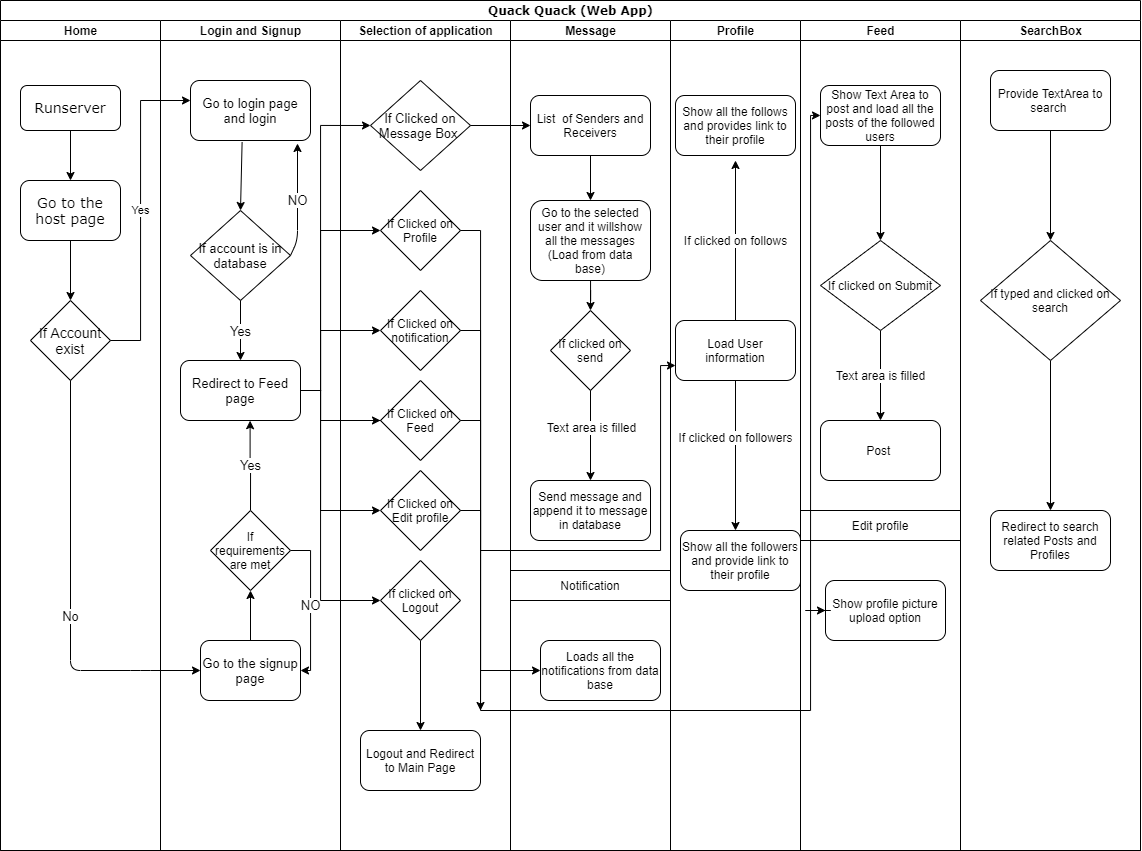 Quack Quack (Web App)
Home
Login and Signup
Selection of application
Message
Profile
Feed
SearchBox
Runserver
Go to the
host page
If Account
exist
Yes
No
Go to login page
and login
NO
If account is in
database
Yes
Redirect to Feed
page
Yes
If
requirements
are met
NO
Go to the signup
page
If Clicked on
Message Box
If Clicked on
Profile
If Clicked on
notification
If Clicked on
Feed
If Clicked on
Edit profile
If clicked on
Logout
Logout and Redirect
to Main Page
List of Senders and
Receivers
Go to the selected
user and it willshow
all the messages
(Load from data
base)
If clicked on
send
Text area is filled
Send message and
append it to message
in database
Notification
Loads all the
notifications from data
base
Show all the follows
and provides link to
their profile
If clicked on follows
Load User
information
If clicked on followers
Show all the followers
and provide link to
their profile
Show Text Area to
post and load all the
posts of the followed
users
If clicked on Submit
Text area is filled
Post
Edit profile
Show profile picture
upload option
Provide TextArea to
search
If typed and clicked on
search
Redirect to search
related Posts and
Profiles